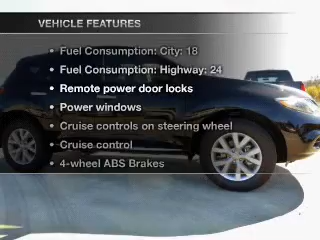 VEHICLE FEATURES
• Fuel Consumption: City: 18
• Fuel Consumption: Highway: 24
• Remote power door locks
• Power windows
• Cruise controls on steering wheel
• Cruise control
• 4-wheel ABS Brakes